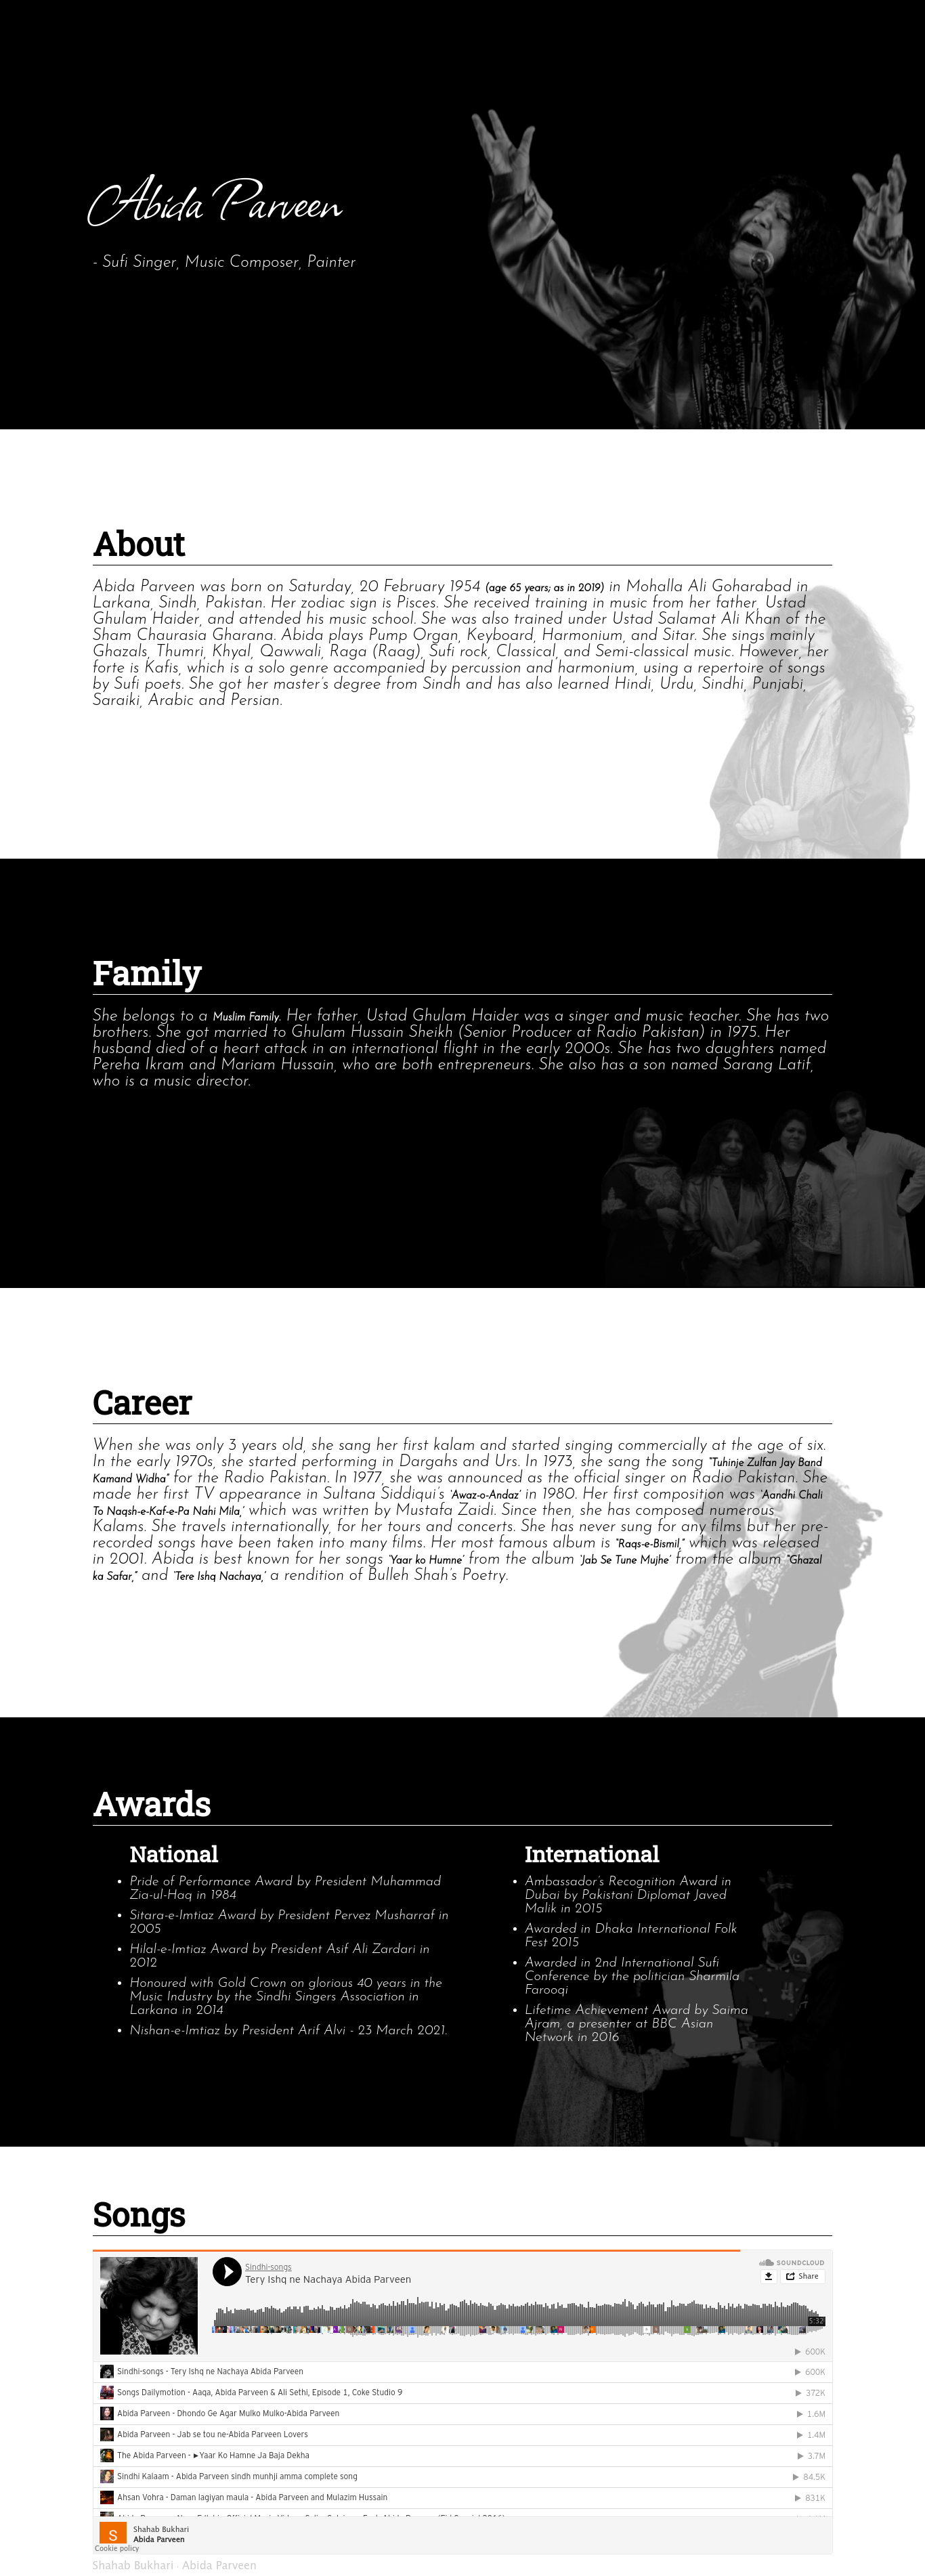 Abida Parveen
- Sufi Singer, Music Composer, Painter
About
Abida Parveen was born on Saturday, 20 February 1954 (age 65 years; as in 2019) in Mohalla Ali Goharabad in
Larkana, Sindh, Pakistan. Her zodiac sign is Pisces. She received training in music from her father, Ustad
Ghulam Haider, and attended his music school. She was also trained under Ustad Salamat Ali Khan of the
Sham Chaurasia Gharana. Abida plays Pump Organ, Keyboard, Harmonium, and Sitar. She sings mainly
Ghazals, Thumri, Khyal, Qawwali, Raga (Raag), Sufi rock, Classical, and Semi-classical music. However, her
forte is Kafis, which is a solo genre accompanied by percussion and harmonium, using a repertoire of songs
by Sufi poets. She got her master's degree from Sindh and has also learned Hindi, Urdu, Sindhi, Punjabi,
Saraiki, Arabic and Persian.
Family
She belongs to a Muslim Family. Her father, Ustad Ghulam Haider was a singer and music teacher. She has two
brothers. She got married to Ghulam Hussain Sheikh (Senior Producer at Radio Pakistan) in 1975. Her
husband died of a heart attack in an international flight in the early 2000s. She has two daughters named
Pereha Ikram and Mariam Hussain, who are both entrepreneurs. She also has a son named Sarang Latif,
who is a music director.
Career
When she was only 3 years old, she sang her first kalam and started singing commercially at the age of six.
In the early 1970s, she started performing in Dargahs and Urs. In 1973, she sang the song "Tuhinje Zulfan Jay Band
Kamand Widha" for the Radio Pakistan. In 1977, she was announced as the official singer on Radio Pakistan. She
made her first TV appearance in Sultana Siddiqui's 'Awaz-o-Andaz' in 1980. Her first composition was 'Aandhi Chali
To Naqsh-e-Kaf-e-Pa Nahi Mila,' which was written by Mustafa Zaidi. Since then, she has composed numerous
Kalams. She travels internationally, for her tours and concerts. She has never sung for any films but her pre-
recorded songs have been taken into many films. Her most famous album is "Raqs-e-Bismil," which was released
in 2001. Abida is best known for her songs 'Yaar ko Humne' from the album 'Jab Se Tune Mujhe' from the album "Ghazal
ka Safar," and 'Tere Ishq Nachaya,' a rendition of Bulleh Shah's Poetry.
Awards
National
Pride of Performance Award by President Muhammad
Zia-ul-Haq in 1984
Sitara-e-Imtiaz Award by President Pervez Musharraf in
2005
Hilal-e-Imtiaz Award by President Asif Ali Zardari in
2012
Honoured with Gold Crown on glorious 40 years in the
Music Industry by the Sindhi Singers Association in
Larkana in 2014
Nishan-e-Imtiaz by President Arif Alvi - 23 March 2021.
International
Ambassador's Recognition Award in
Dubai by Pakistani Diplomat Javed
Malik in 2015
Awarded in Dhaka International Folk
Fest 2015
Awarded in 2nd International Sufi
Conference by the politician Sharmila
Farooqi
Lifetime Achievement Award by Saima
Ajram, a presenter at BBC Asian
Network in 2016
Songs
Sindhi-songs
Tery Ishq ne Nachaya Abida Parveen
SOUNDCLOUD
Share
5:32
600K
Sindhi-songs - Tery Ishq ne Nachaya Abida Parveen 600K
Songs Dailymotion - Aaqa, Abida Parveen & Ali Sethi, Episode 1, Coke Studio 9 372K
Abida Parveen - Dhondo Ge Agar Mulko Mulko-Abida Parveen 1.6M
Abida Parveen - Jab se tou ne-Abida Parveen Lovers 1.4M
The Abida Parveen - ►Yaar Ko Hamne Ja Baja Dekha 3.7M
Sindhi Kalaam - Abida Parveen sindh munhji amma complete song 84.5K
Ahsan Vohra - Daman lagiyan maula - Abida Parveen and Mulazim Hussain 831K
S
Shahab Bukhari
Abida Parveen
Cookie policy
Shahab Bukhari · Abida Parveen